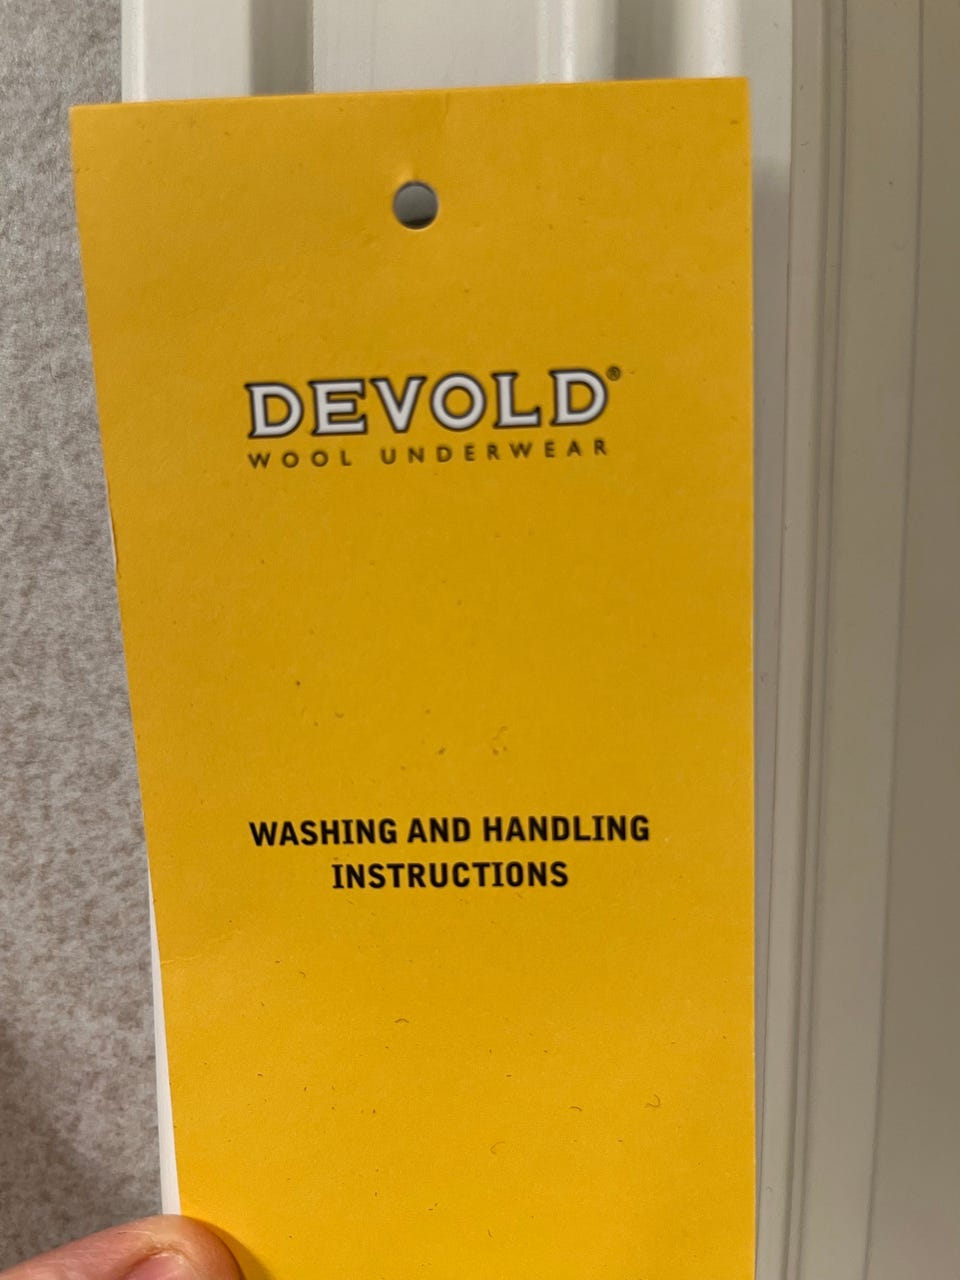 DEVOLD®
WOOL UNDERWEAR
WASHING AND HANDLING
INSTRUCTIONS